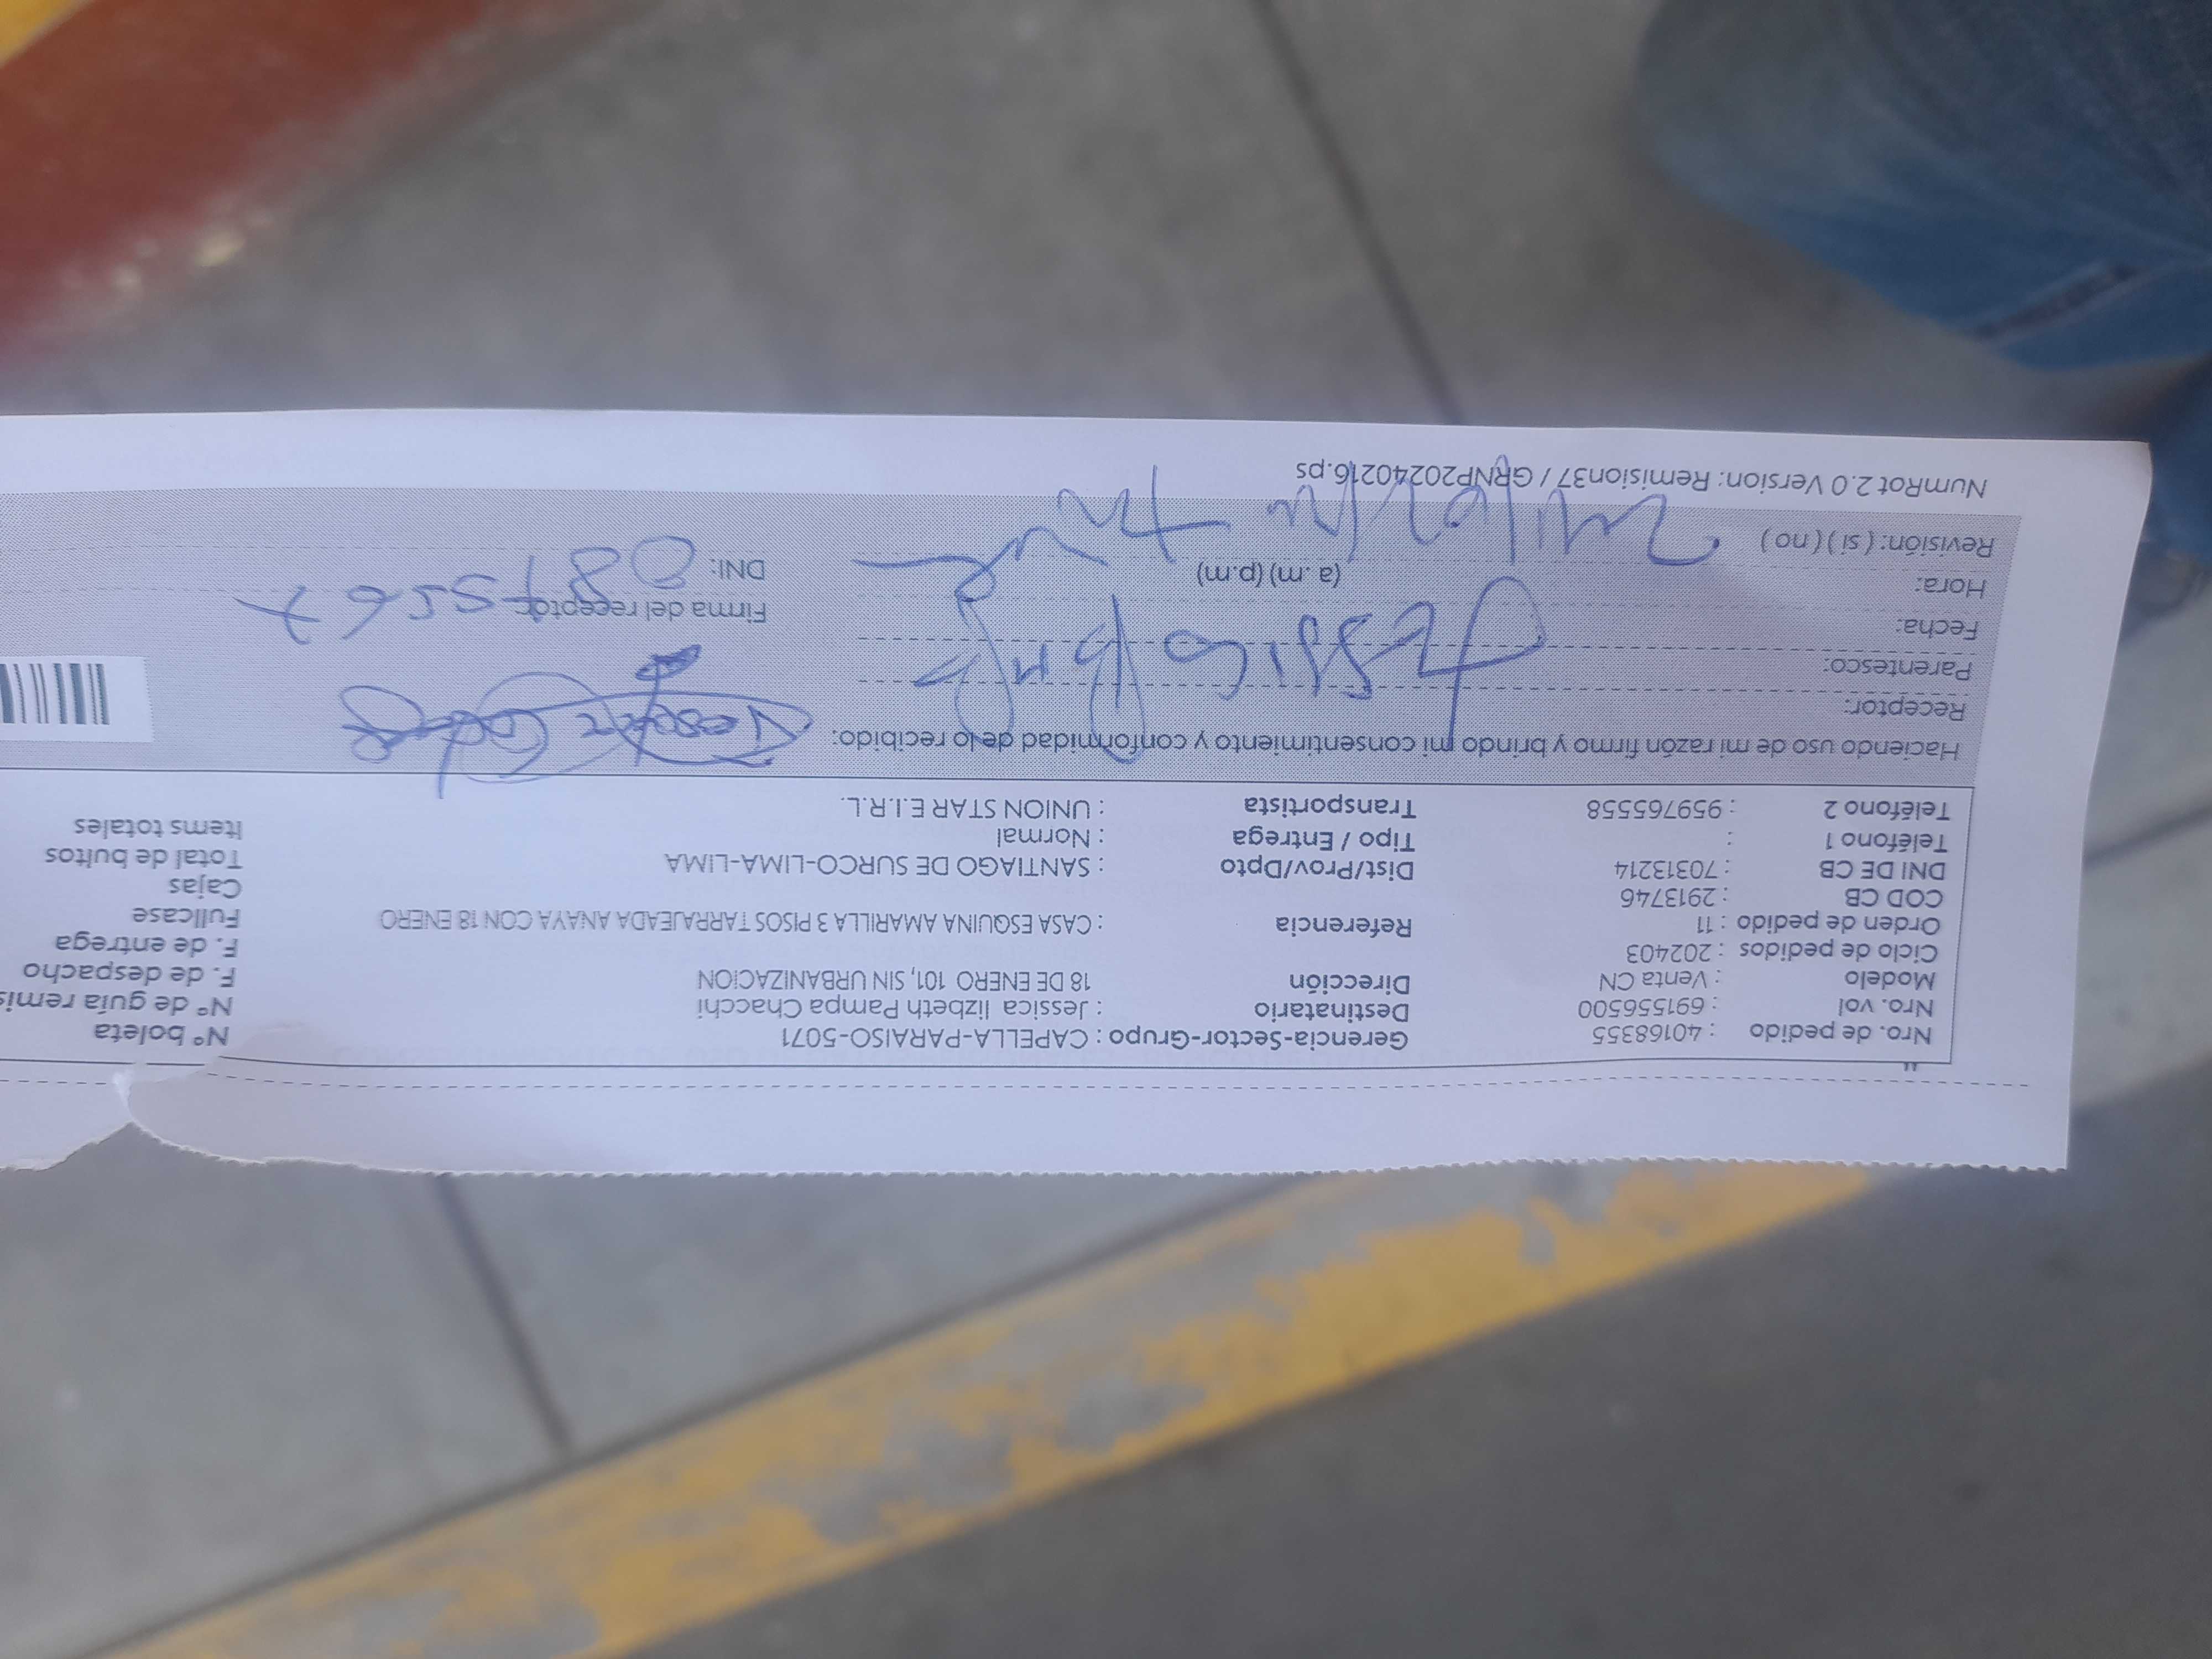 Nro. de pedido : 40168355 Gerencia-Sector-Grupo : CAPELLA-PARAISO-5071 N° boleta
Nro. vol : 691556500 Destinatario : Jessica lizbeth Pampa Chacchi N° de guía remis
Modelo : Venta CN Dirección 18 DE ENERO 101, SIN URBANIZACION F. de despacho
Ciclo de pedidos : 202403 F. de entrega
Orden de pedido : 11 Referencia : CASA ESQUINA AMARILLA 3 PISOS TARRAJEADA ANAYA CON 18 ENERO Fullcase
COD CB : 2913746 Cajas
DNI DE CB : 70313214 Dist/Prov/Dpto : SANTIAGO DE SURCO-LIMA-LIMA Total de bultos
Teléfono 1 : Tipo / Entrega : Normal Items totales
Teléfono 2 : 959765558 Transportista : UNION STAR E.I.R.L.
Haciendo uso de mi razón firmo y brindo mi consentimiento y conformidad de lo recibido:
Receptor:
Parentesco:
Fecha: Firma del receptor:
Hora: (a .m) (p.m) DNI:
Revisión: ( si ) ( no )
NumRot 2.0 Version: Remision37 / GRNP20240216.ps